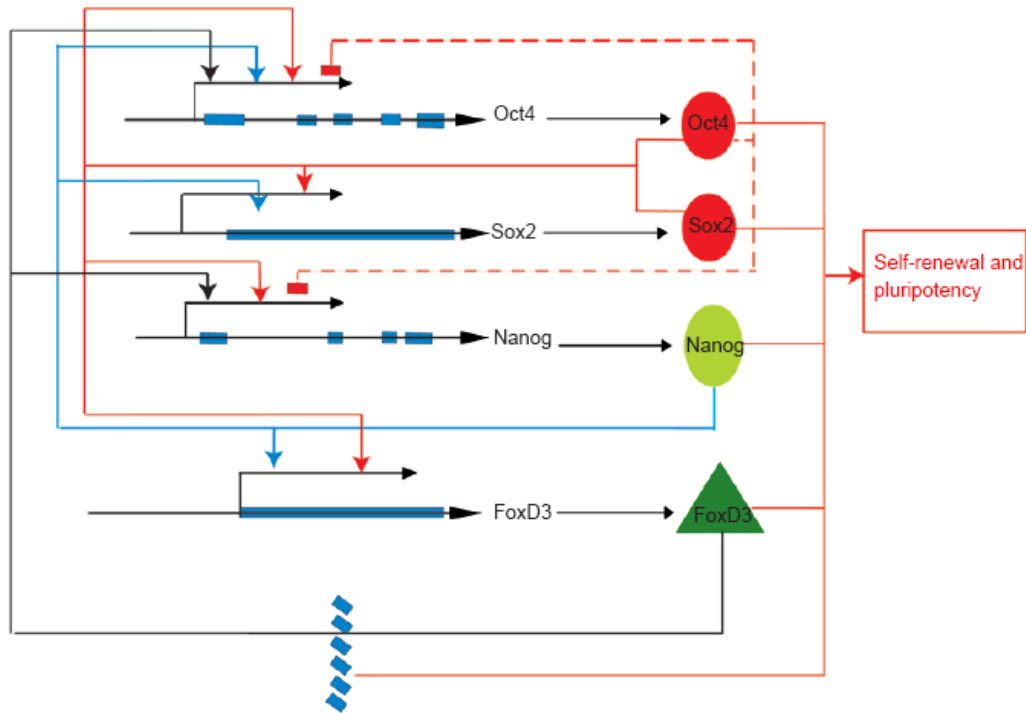 Oct4
Oct4
Sox2
Sox2
Self-renewal and
pluripotency
Nanog
Nanog
FoxD3
FoxD3